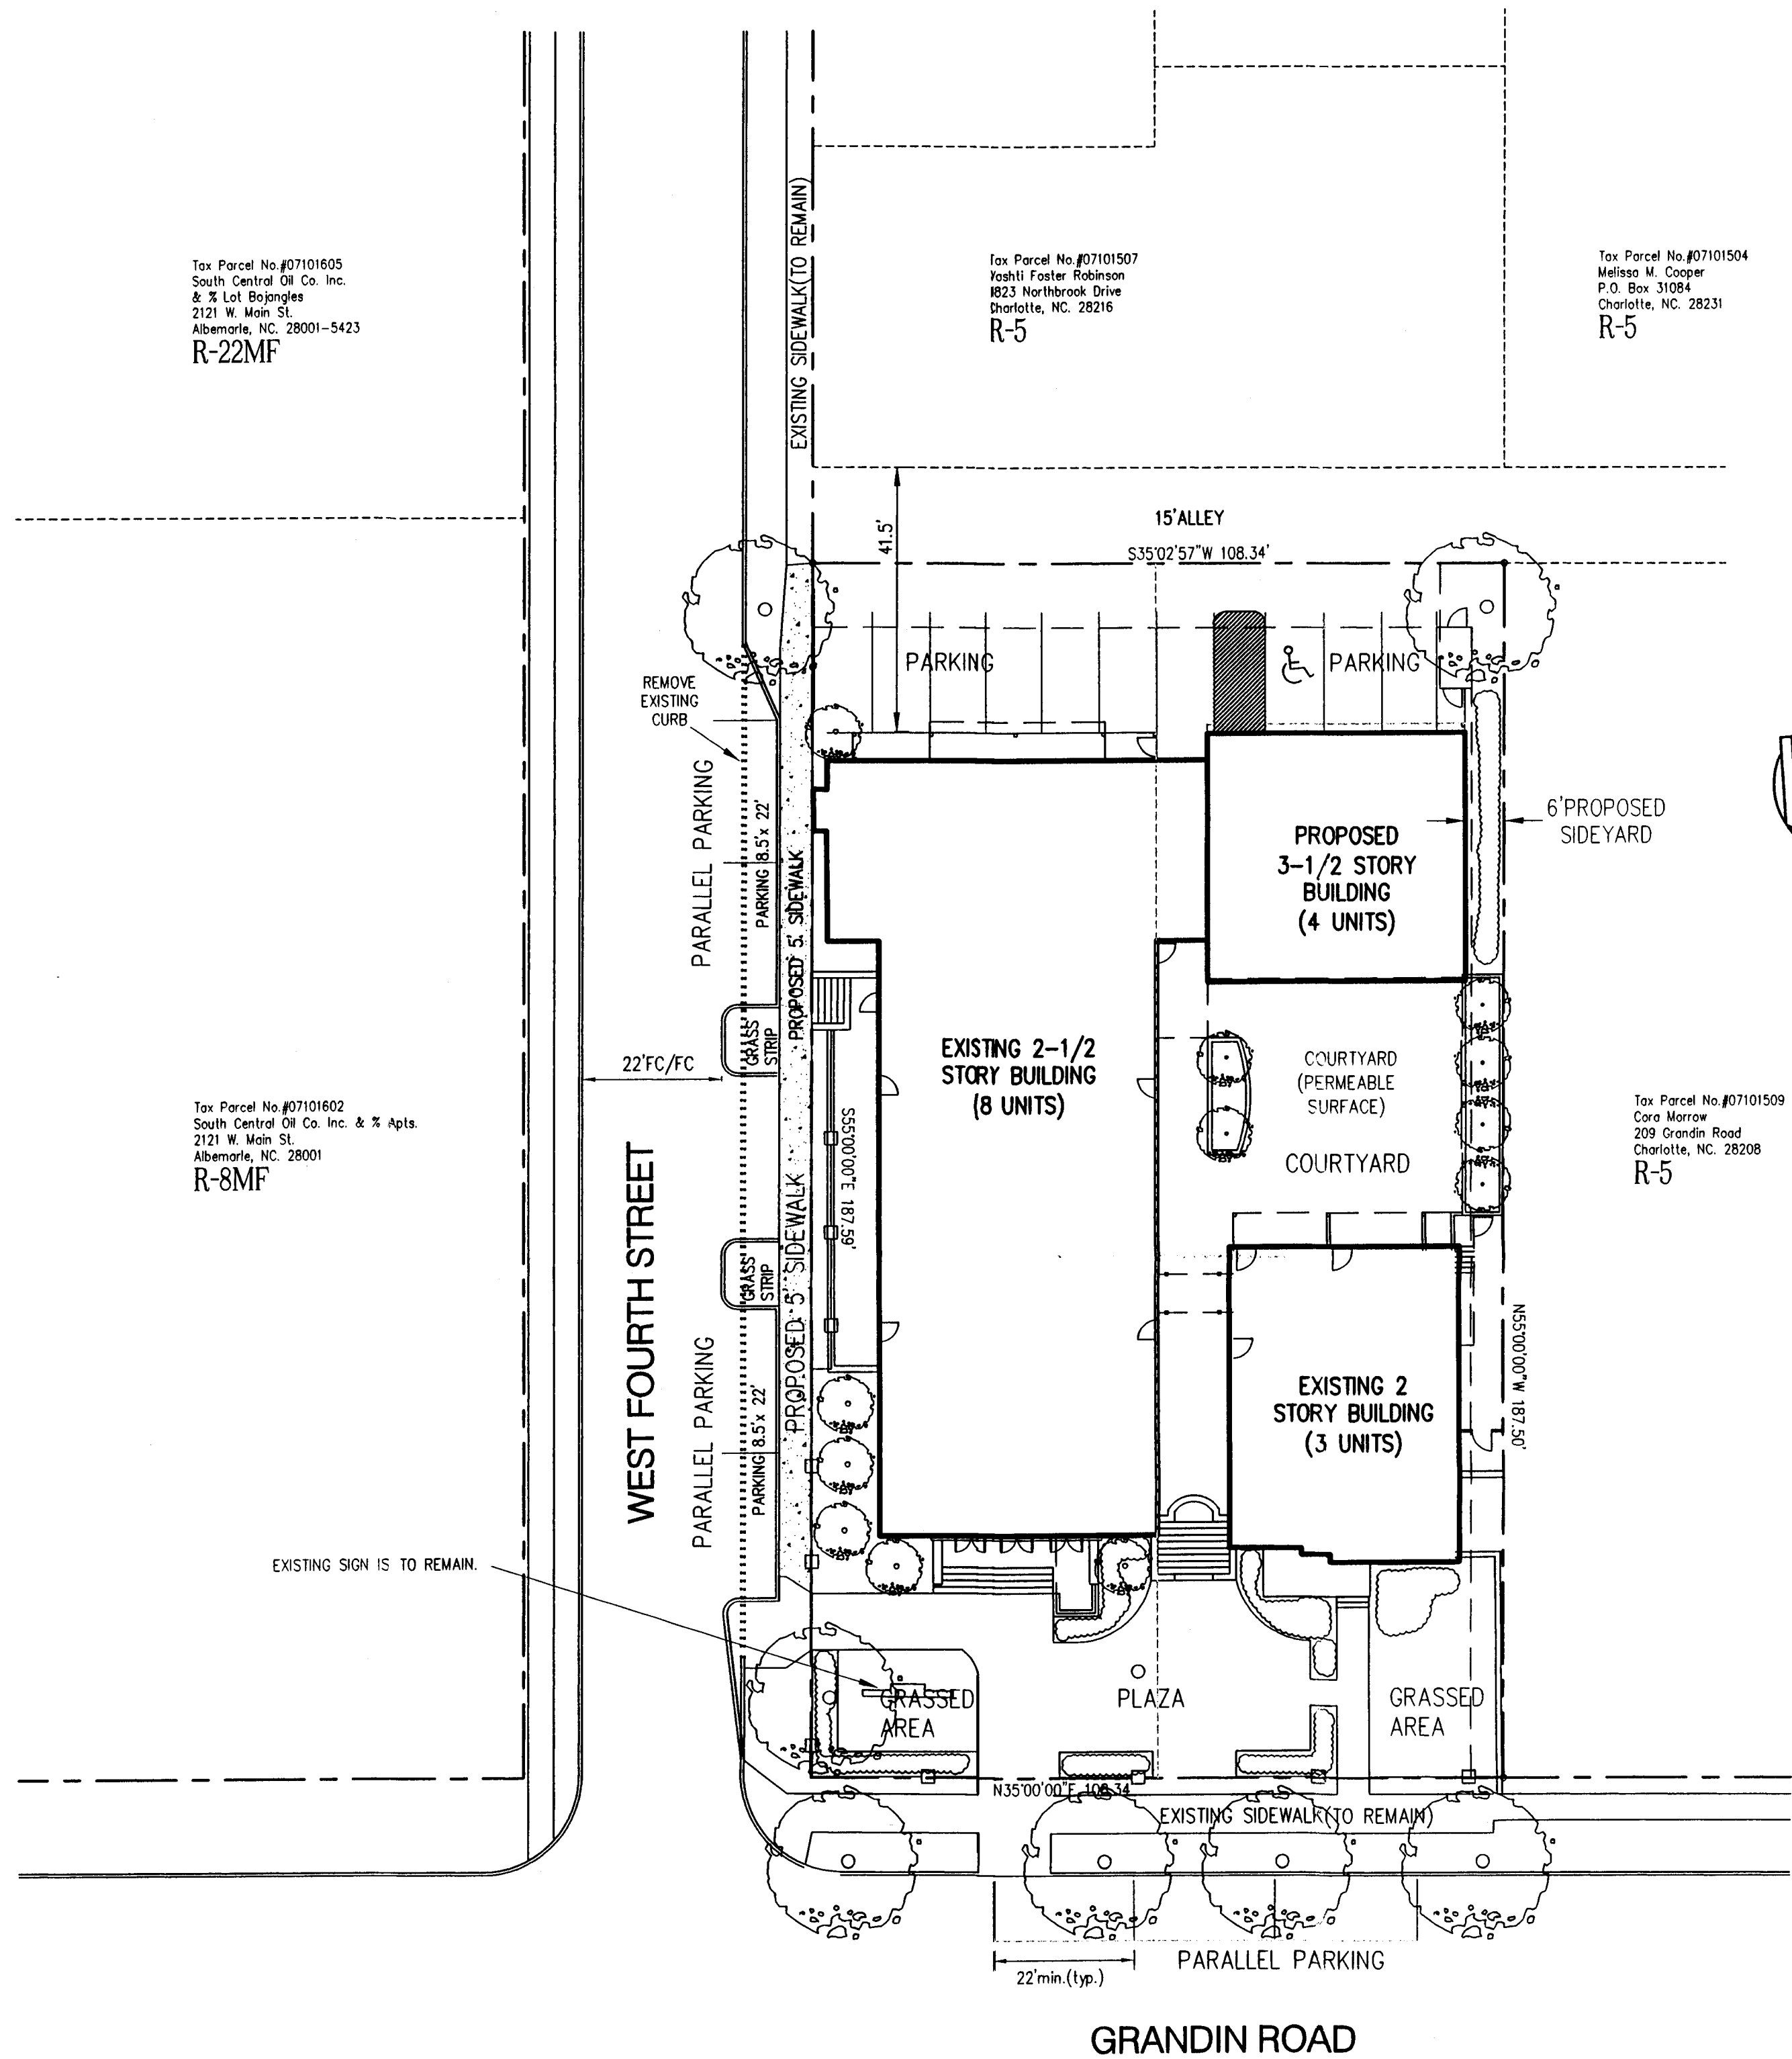 Tax Parcel No.#07101605
South Central Oil Co. Inc.
& % Lot Bojangles
2121 W. Main St.
Albemarle, NC. 28001-5423
R-22MF
EXISTING SIDEWALK(TO REMAIN)
Tax Parcel No.#07101507
Vashti Foster Robinson
1823 Northbrook Drive
Charlotte, NC. 28216
R-5
Tax Parcel No.#07101504
Melissa M. Cooper
P.O. Box 31084
Charlotte, NC. 28231
R-5
41.5'
15'ALLEY
S35°02'57"W 108.34'
PARKING
PARKING
REMOVE
EXISTING
CURB
PARALLEL PARKING
PARKING 8.5'x 22'
PROPOSED 5' SIDEWALK
PROPOSED
3-1/2 STORY
BUILDING
(4 UNITS)
6'PROPOSED
SIDEYARD
GRASS
STRIP
22'FC/FC
EXISTING 2-1/2
STORY BUILDING
(8 UNITS)
COURTYARD
(PERMEABLE
SURFACE)
COURTYARD
Tax Parcel No.#07101602
South Central Oil Co. Inc. & % Apts.
2121 W. Main St.
Albemarle, NC. 28001
R-8MF
Tax Parcel No.#07101509
Cora Morrow
209 Grandin Road
Charlotte, NC. 28208
R-5
S55°00'00"E 187.59'
WEST FOURTH STREET
GRASS
STRIP
PROPOSED 5' SIDEWALK
PARALLEL PARKING
PARKING 8.5'x 22'
N55°00'00"W 187.50'
EXISTING 2
STORY BUILDING
(3 UNITS)
EXISTING SIGN IS TO REMAIN.
GRASSED
AREA
PLAZA
GRASSED
AREA
N35°00'00"E 108.34
EXISTING SIDEWALK(TO REMAIN)
22'min.(typ.)
PARALLEL PARKING
GRANDIN ROAD